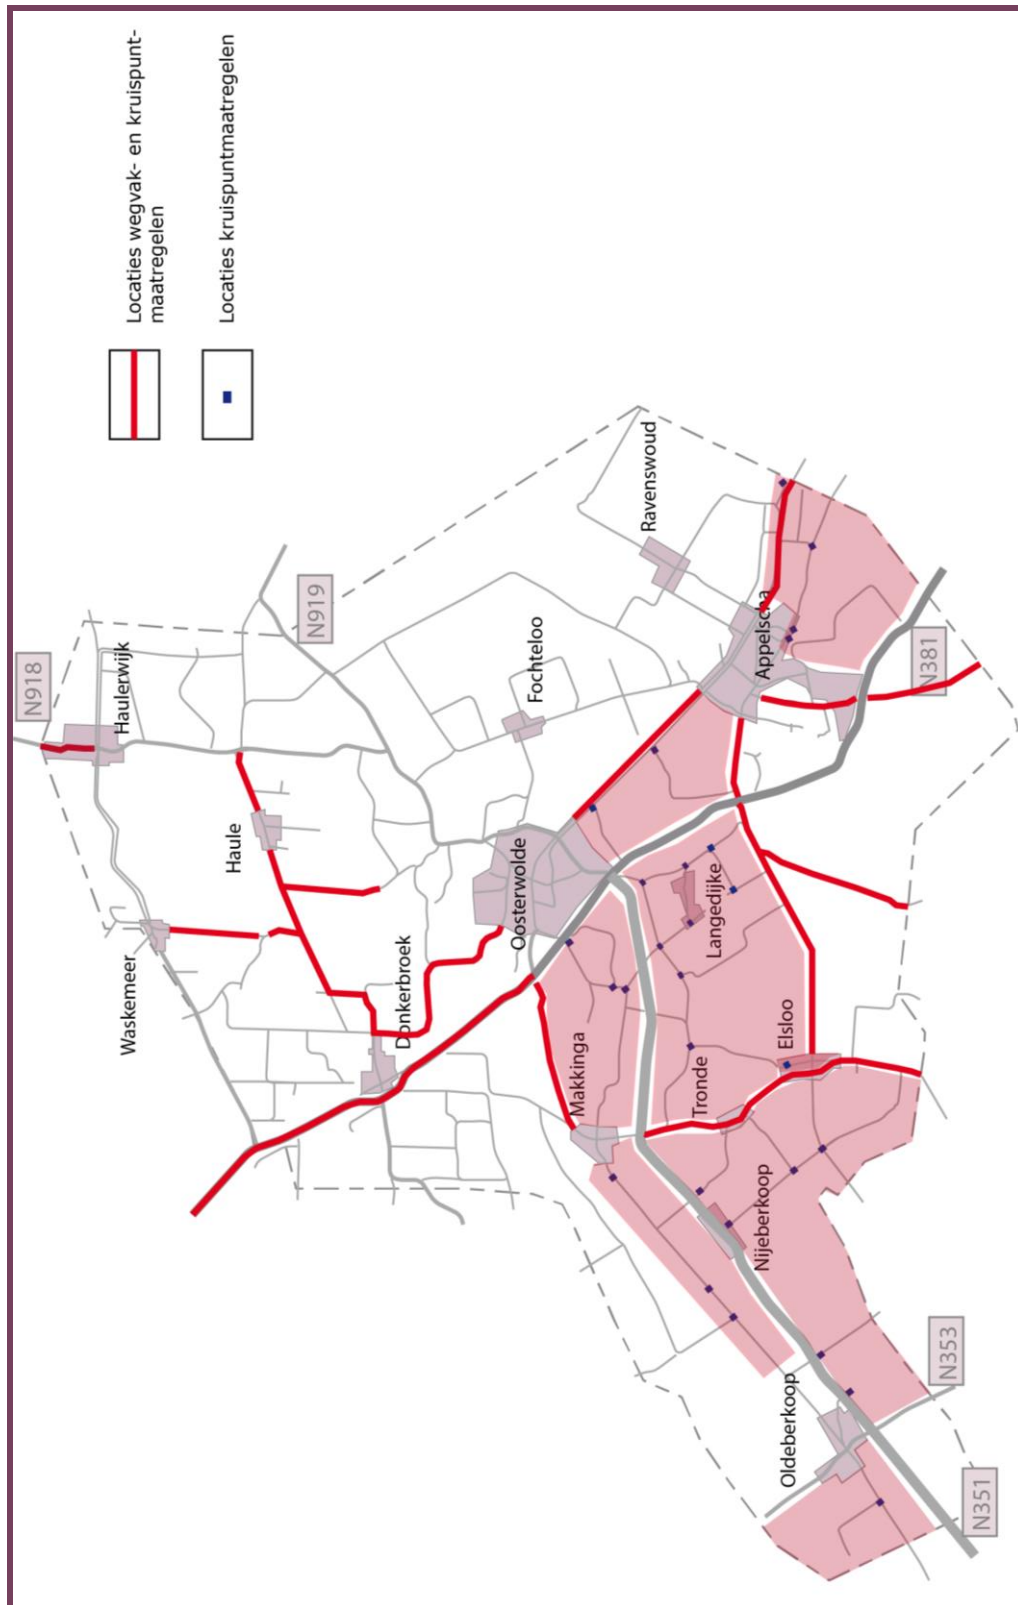 Locaties wegvak- en kruispunt-
maatregelen
Locaties kruispuntmaatregelen
N918
Haulerwijk
N919
Waskemeer
Haule
Donkerbroek
Fochteloo
Ravenswoud
Oosterwolde
Appelscha
N381
Makkinga
Langedijke
Tronde
Elsloo
Nijeberkoop
Oldeberkoop
N353
N351